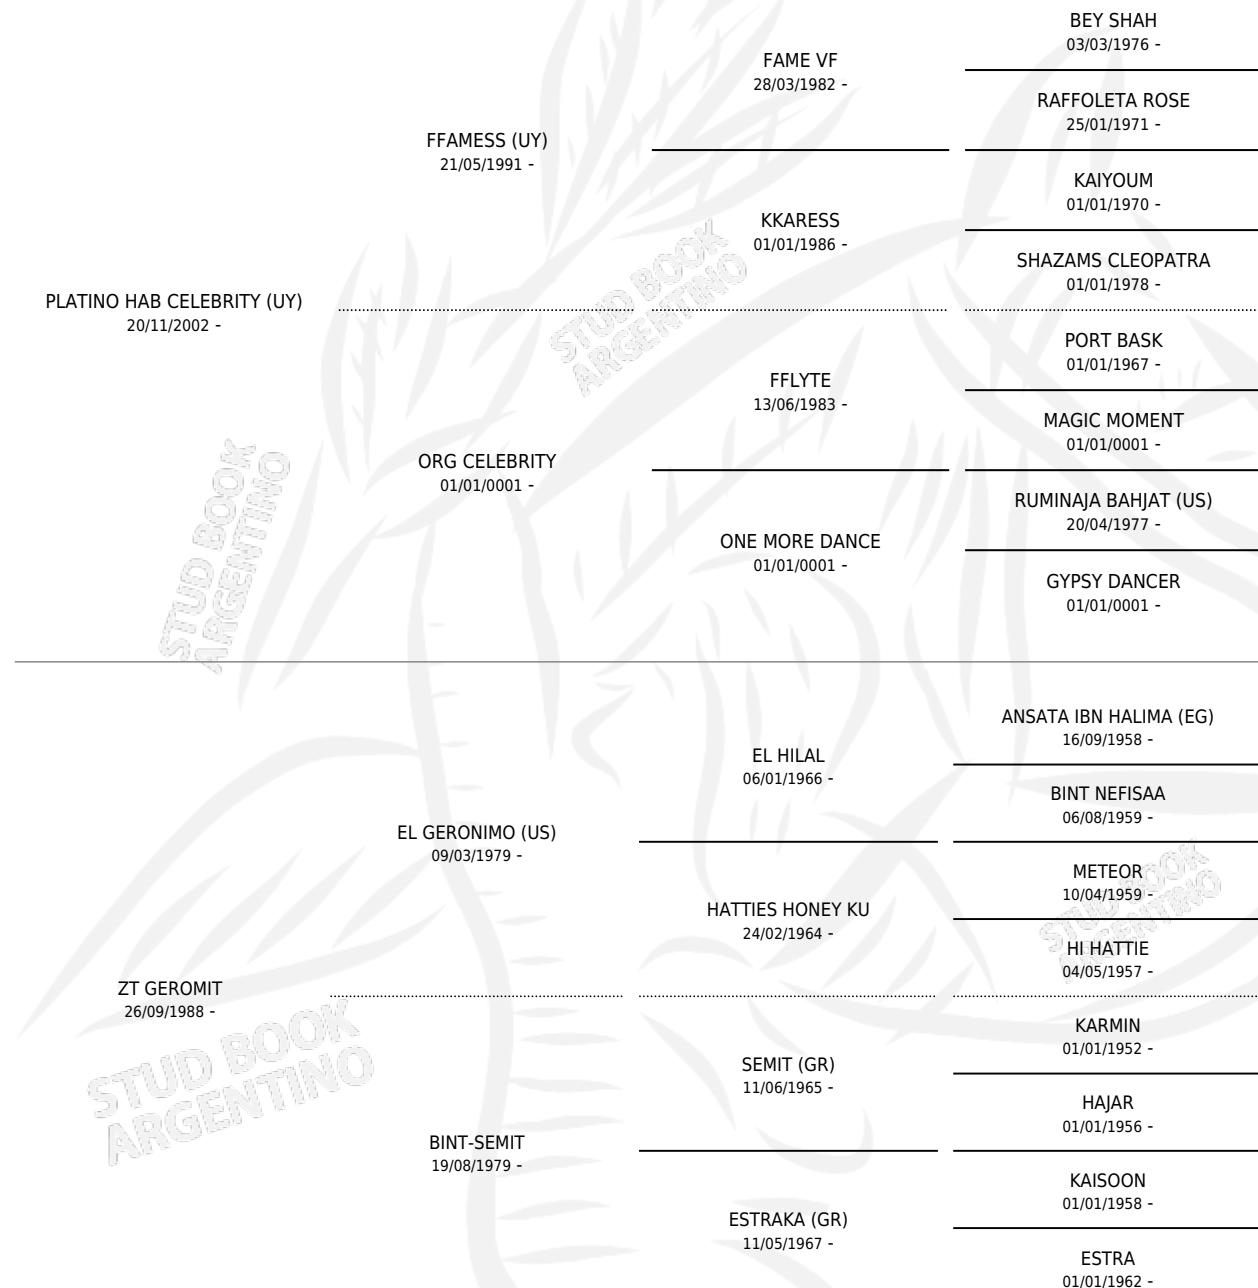 BEY SHAH
03/03/1976 -
FAME VF
28/03/1982 -
RAFFOLETA ROSE
25/01/1971 -
FFAMESS (UY)
21/05/1991 -
KAIYOUM
01/01/1970 -
KKARESS
01/01/1986 -
SHAZAMS CLEOPATRA
01/01/1978 -
PLATINO HAB CELEBRITY (UY)
20/11/2002 -
PORT BASK
01/01/1967 -
FFLYTE
13/06/1983 -
MAGIC MOMENT
01/01/0001 -
ORG CELEBRITY
01/01/0001 -
RUMINAJA BAHJAT (US)
20/04/1977 -
ONE MORE DANCE
01/01/0001 -
GYPSY DANCER
01/01/0001 -
STUD BOOK
ARGENTINO
STUD BOOK
ARGENTINO
ANSATA IBN HALIMA (EG)
16/09/1958 -
EL HILAL
06/01/1966 -
BINT NEFISAA
06/08/1959 -
EL GERONIMO (US)
09/03/1979 -
METEOR
10/04/1959 -
HATTIES HONEY KU
24/02/1964 -
HI HATTIE
04/05/1957 -
STUD BOOK
ARGENTINO
ZT GEROMIT
26/09/1988 -
KARMIN
01/01/1952 -
SEMIT (GR)
11/06/1965 -
HAJAR
01/01/1956 -
STUD BOOK
ARGENTINO
BINT-SEMIT
19/08/1979 -
KAISOON
01/01/1958 -
ESTRAKA (GR)
11/05/1967 -
ESTRA
01/01/1962 -